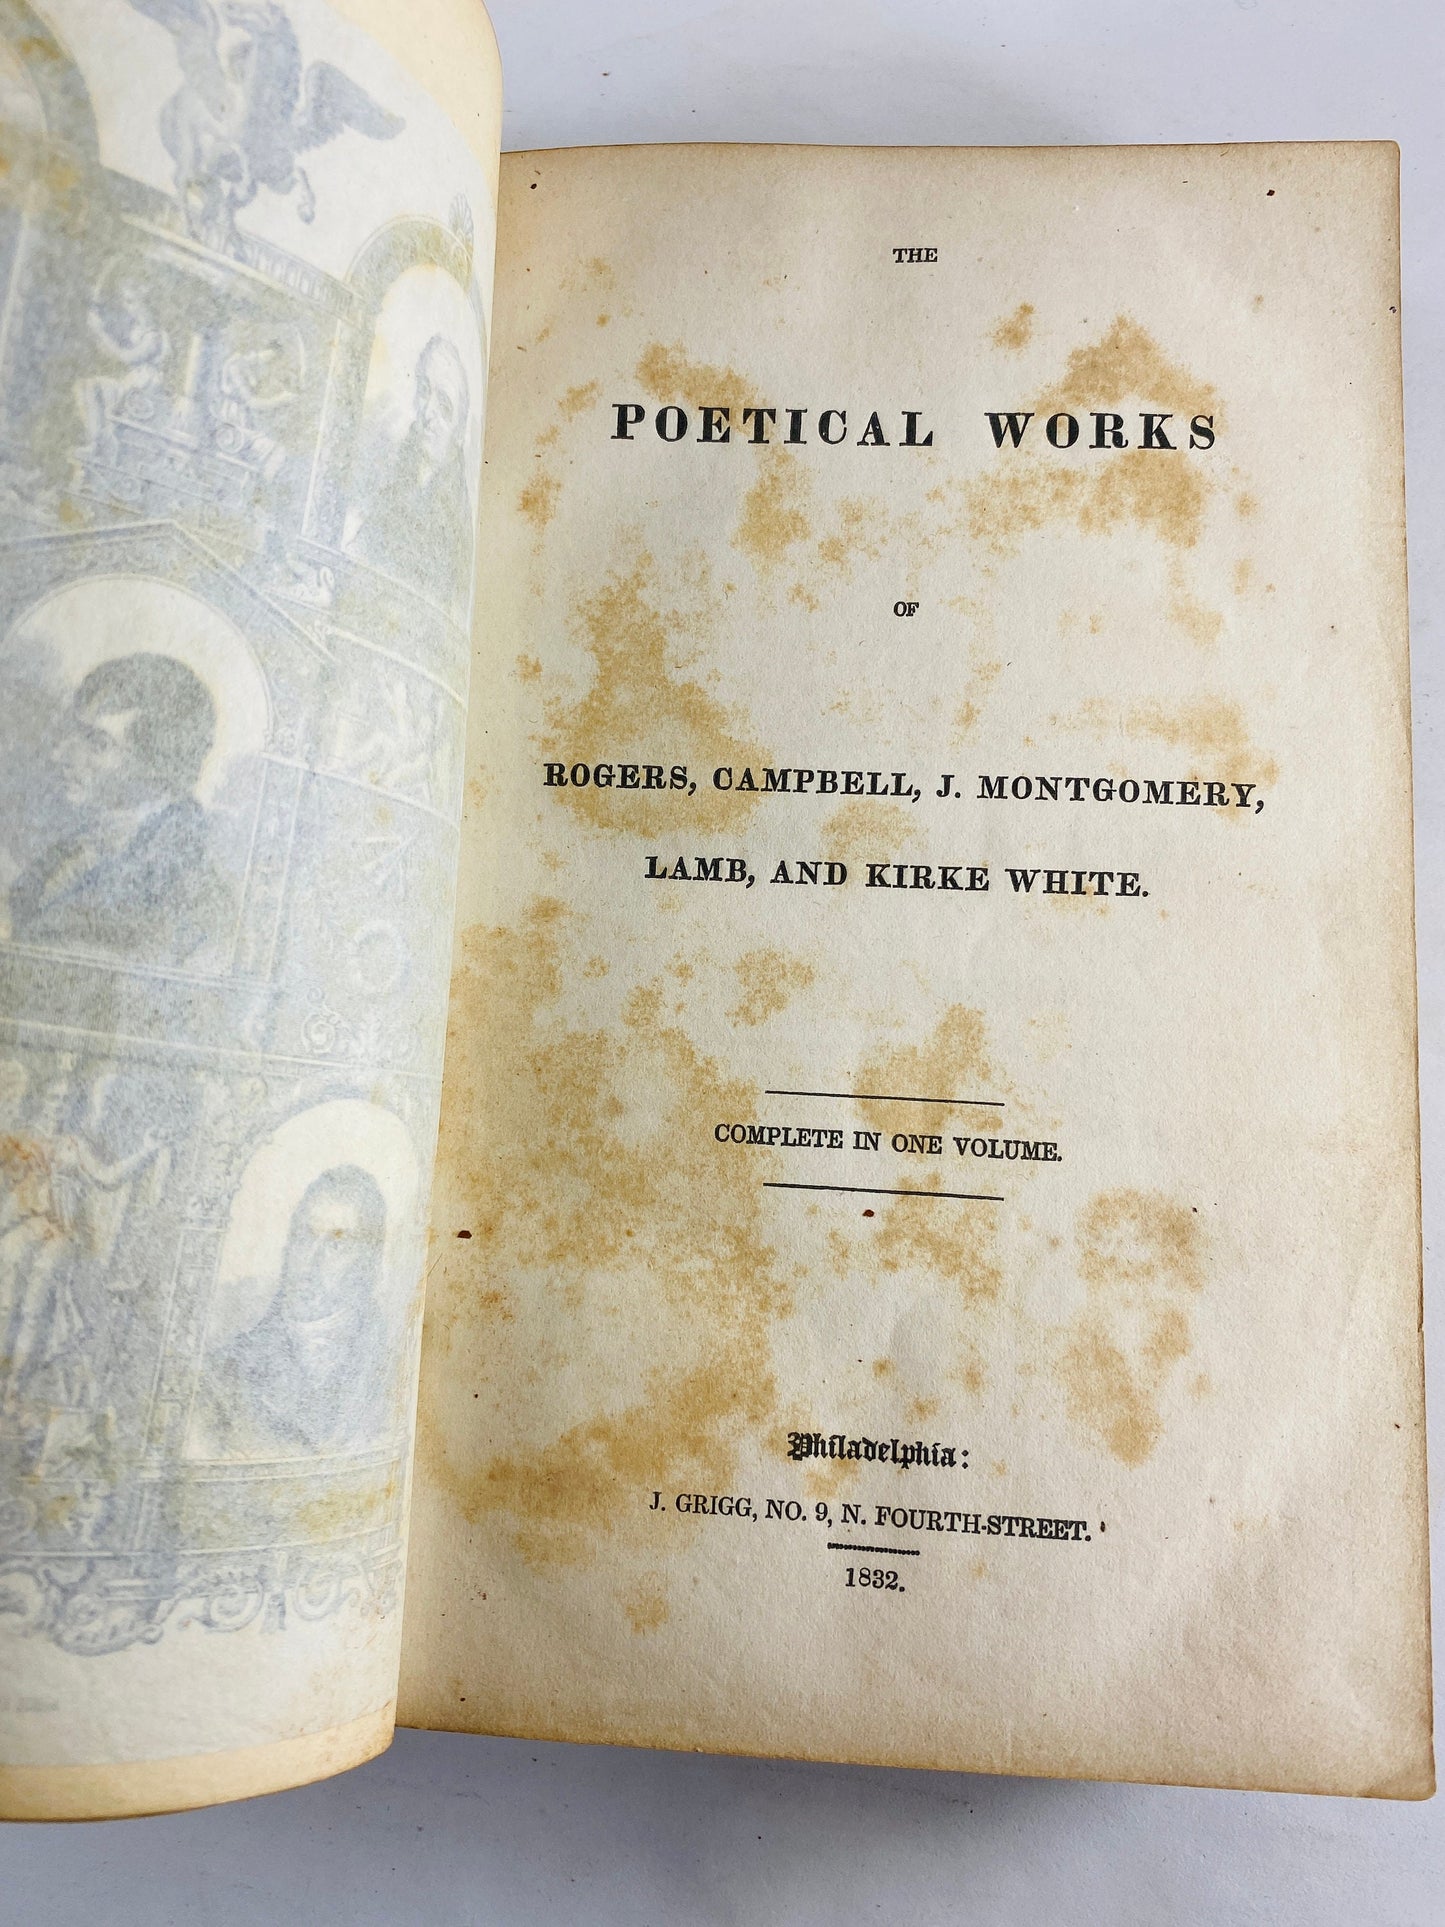 THE
POETICAL WORKS
OF
ROGERS, CAMPBELL, J. MONTGOMERY,
LAMB, AND KIRKE WHITE.
COMPLETE IN ONE VOLUME.
Philadelphia:
J. GRIGG, NO. 9, N. FOURTH-STREET.
1832.